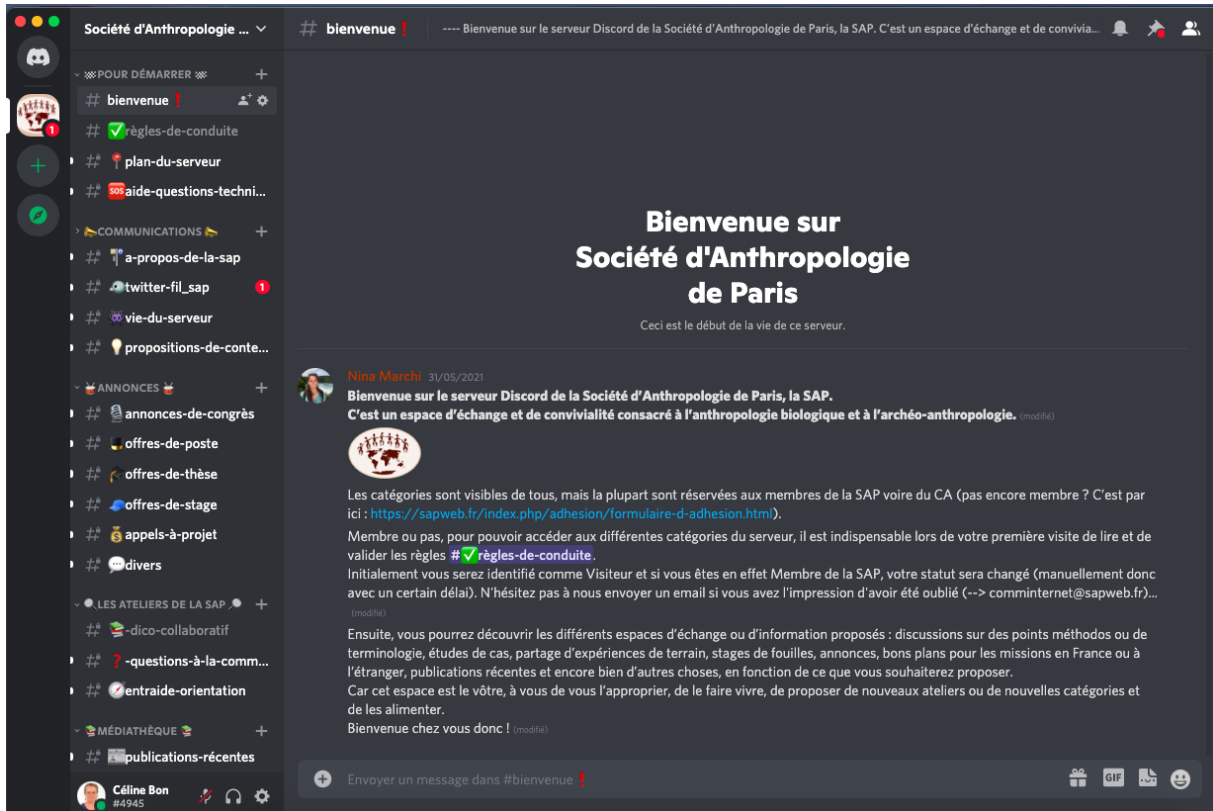 Société d'Anthropologie ...
bienvenue
---- Bienvenue sur le serveur Discord de la Société d'Anthropologie de Paris, la SAP. C'est un espace d'échange et de convivia...
POUR DÉMARRER
# bienvenue
# règles-de-conduite
# plan-du-serveur
# SOS aide-questions-techni...
COMMUNICATIONS
# a-propos-de-la-sap
# twitter-fil_sap 1
# vie-du-serveur
# propositions-de-conte...
ANNONCES
# annonces-de-congrès
# offres-de-poste
# offres-de-thèse
# offres-de-stage
# appels-à-projet
# divers
LES ATELIERS DE LA SAP
# -dico-collaboratif
# ?-questions-à-la-comm...
# entraide-orientation
MÉDIATHÈQUE
# publications-récentes
Céline Bon
#4945
1
Bienvenue sur
Société d'Anthropologie
de Paris
Ceci est le début de la vie de ce serveur.
Nina Marchi 31/05/2021
Bienvenue sur le serveur Discord de la Société d'Anthropologie de Paris, la SAP.
C'est un espace d'échange et de convivialité consacré à l'anthropologie biologique et à l'archéo-anthropologie. (modifié)
Les catégories sont visibles de tous, mais la plupart sont réservées aux membres de la SAP voire du CA (pas encore membre ? C'est par
ici : https://sapweb.fr/index.php/adhesion/formulaire-d-adhesion.html).
Membre ou pas, pour pouvoir accéder aux différentes catégories du serveur, il est indispensable lors de votre première visite de lire et de
valider les règles #✅règles-de-conduite.
Initialement vous serez identifié comme Visiteur et si vous êtes en effet Membre de la SAP, votre statut sera changé (manuellement donc
avec un certain délai). N'hésitez pas à nous envoyer un email si vous avez l'impression d'avoir été oublié (--> comminternet@sapweb.fr)...
(modifié)
Ensuite, vous pourrez découvrir les différents espaces d'échange ou d'information proposés : discussions sur des points méthodos ou de
terminologie, études de cas, partage d'expériences de terrain, stages de fouilles, annonces, bons plans pour les missions en France ou à
l'étranger, publications récentes et encore bien d'autres choses, en fonction de ce que vous souhaiterez proposer.
Car cet espace est le vôtre, à vous de vous l'approprier, de le faire vivre, de proposer de nouveaux ateliers ou de nouvelles catégories et
de les alimenter.
Bienvenue chez vous donc ! (modifié)
Envoyer un message dans #bienvenue❗
GIF